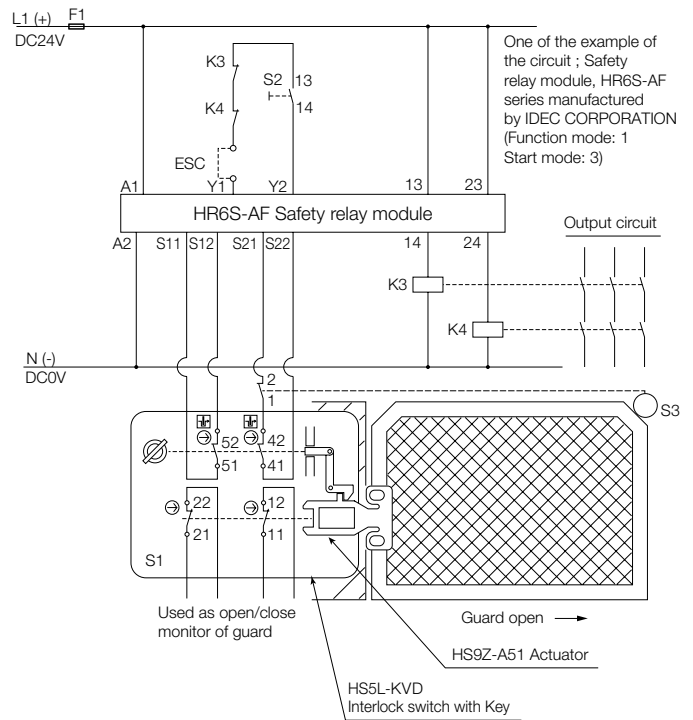 L1 (+) F1
DC24V
K3
S2 13
K4
14
ESC
One of the example of
the circuit ; Safety
relay module, HR6S-AF
series manufactured
by IDEC CORPORATION
(Function mode: 1
Start mode: 3)
A1 Y1 Y2 13 23
HR6S-AF Safety relay module
A2 S11 S12 S21 S22 14 24
Output circuit
K3
K4
N (-)
DC0V
2
1
S3
52 42
51 41
22 12
21 11
S1
Used as open/close
monitor of guard
Guard open
HS9Z-A51 Actuator
HS5L-KVD
Interlock switch with Key